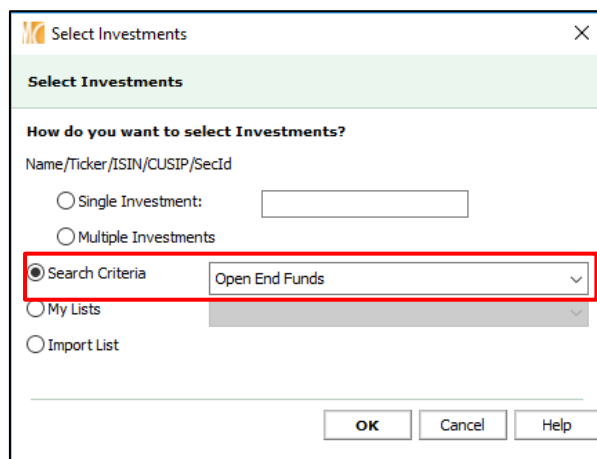 Select Investments
Select Investments
How do you want to select Investments?
Name/Ticker/ISIN/CUSIP/SecId
Single Investment:
Multiple Investments
Search Criteria Open End Funds
My Lists
Import List
OK Cancel Help